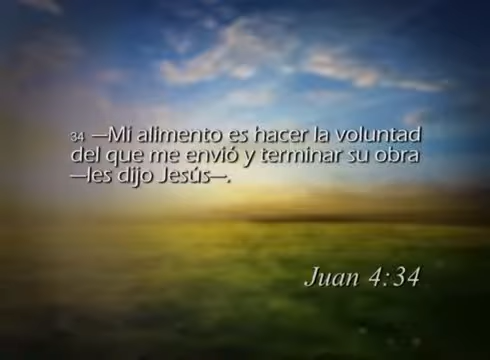 34 —Mi alimento es hacer la voluntad
del que me envió y terminar su obra
—les dijo Jesús—.
Juan 4:34